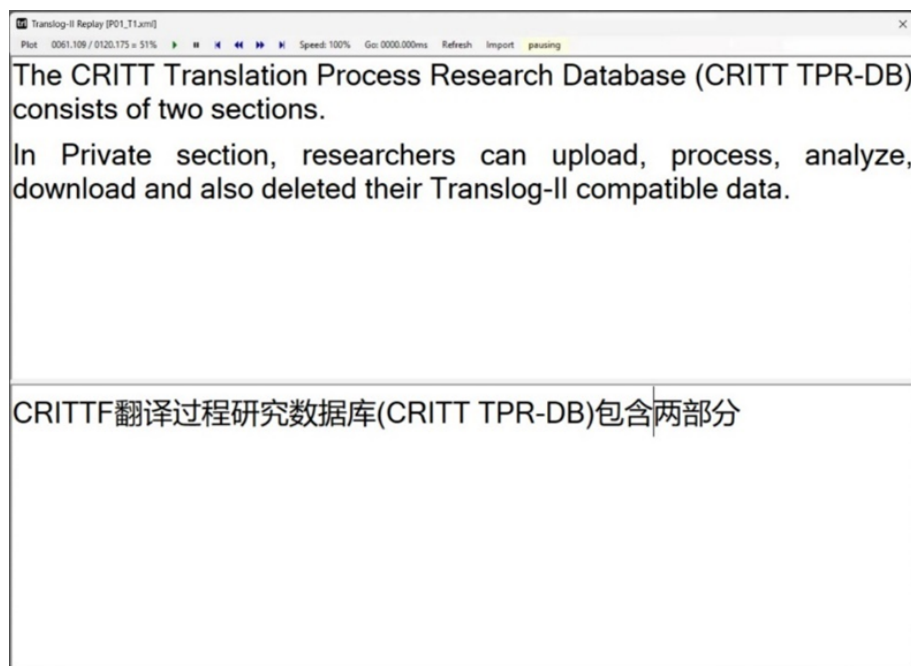 trl Translog-II Replay [P01_T1.xml]
Plot 0061.109 / 0120.175 = 51% Speed: 100% Go: 0000.000ms Refresh Import pausing
The CRITT Translation Process Research Database (CRITT TPR-DB)
consists of two sections.
In Private section, researchers can upload, process, analyze,
download and also deleted their Translog-II compatible data.
CRITTF翻译过程研究数据库(CRITT TPR-DB)包含两部分